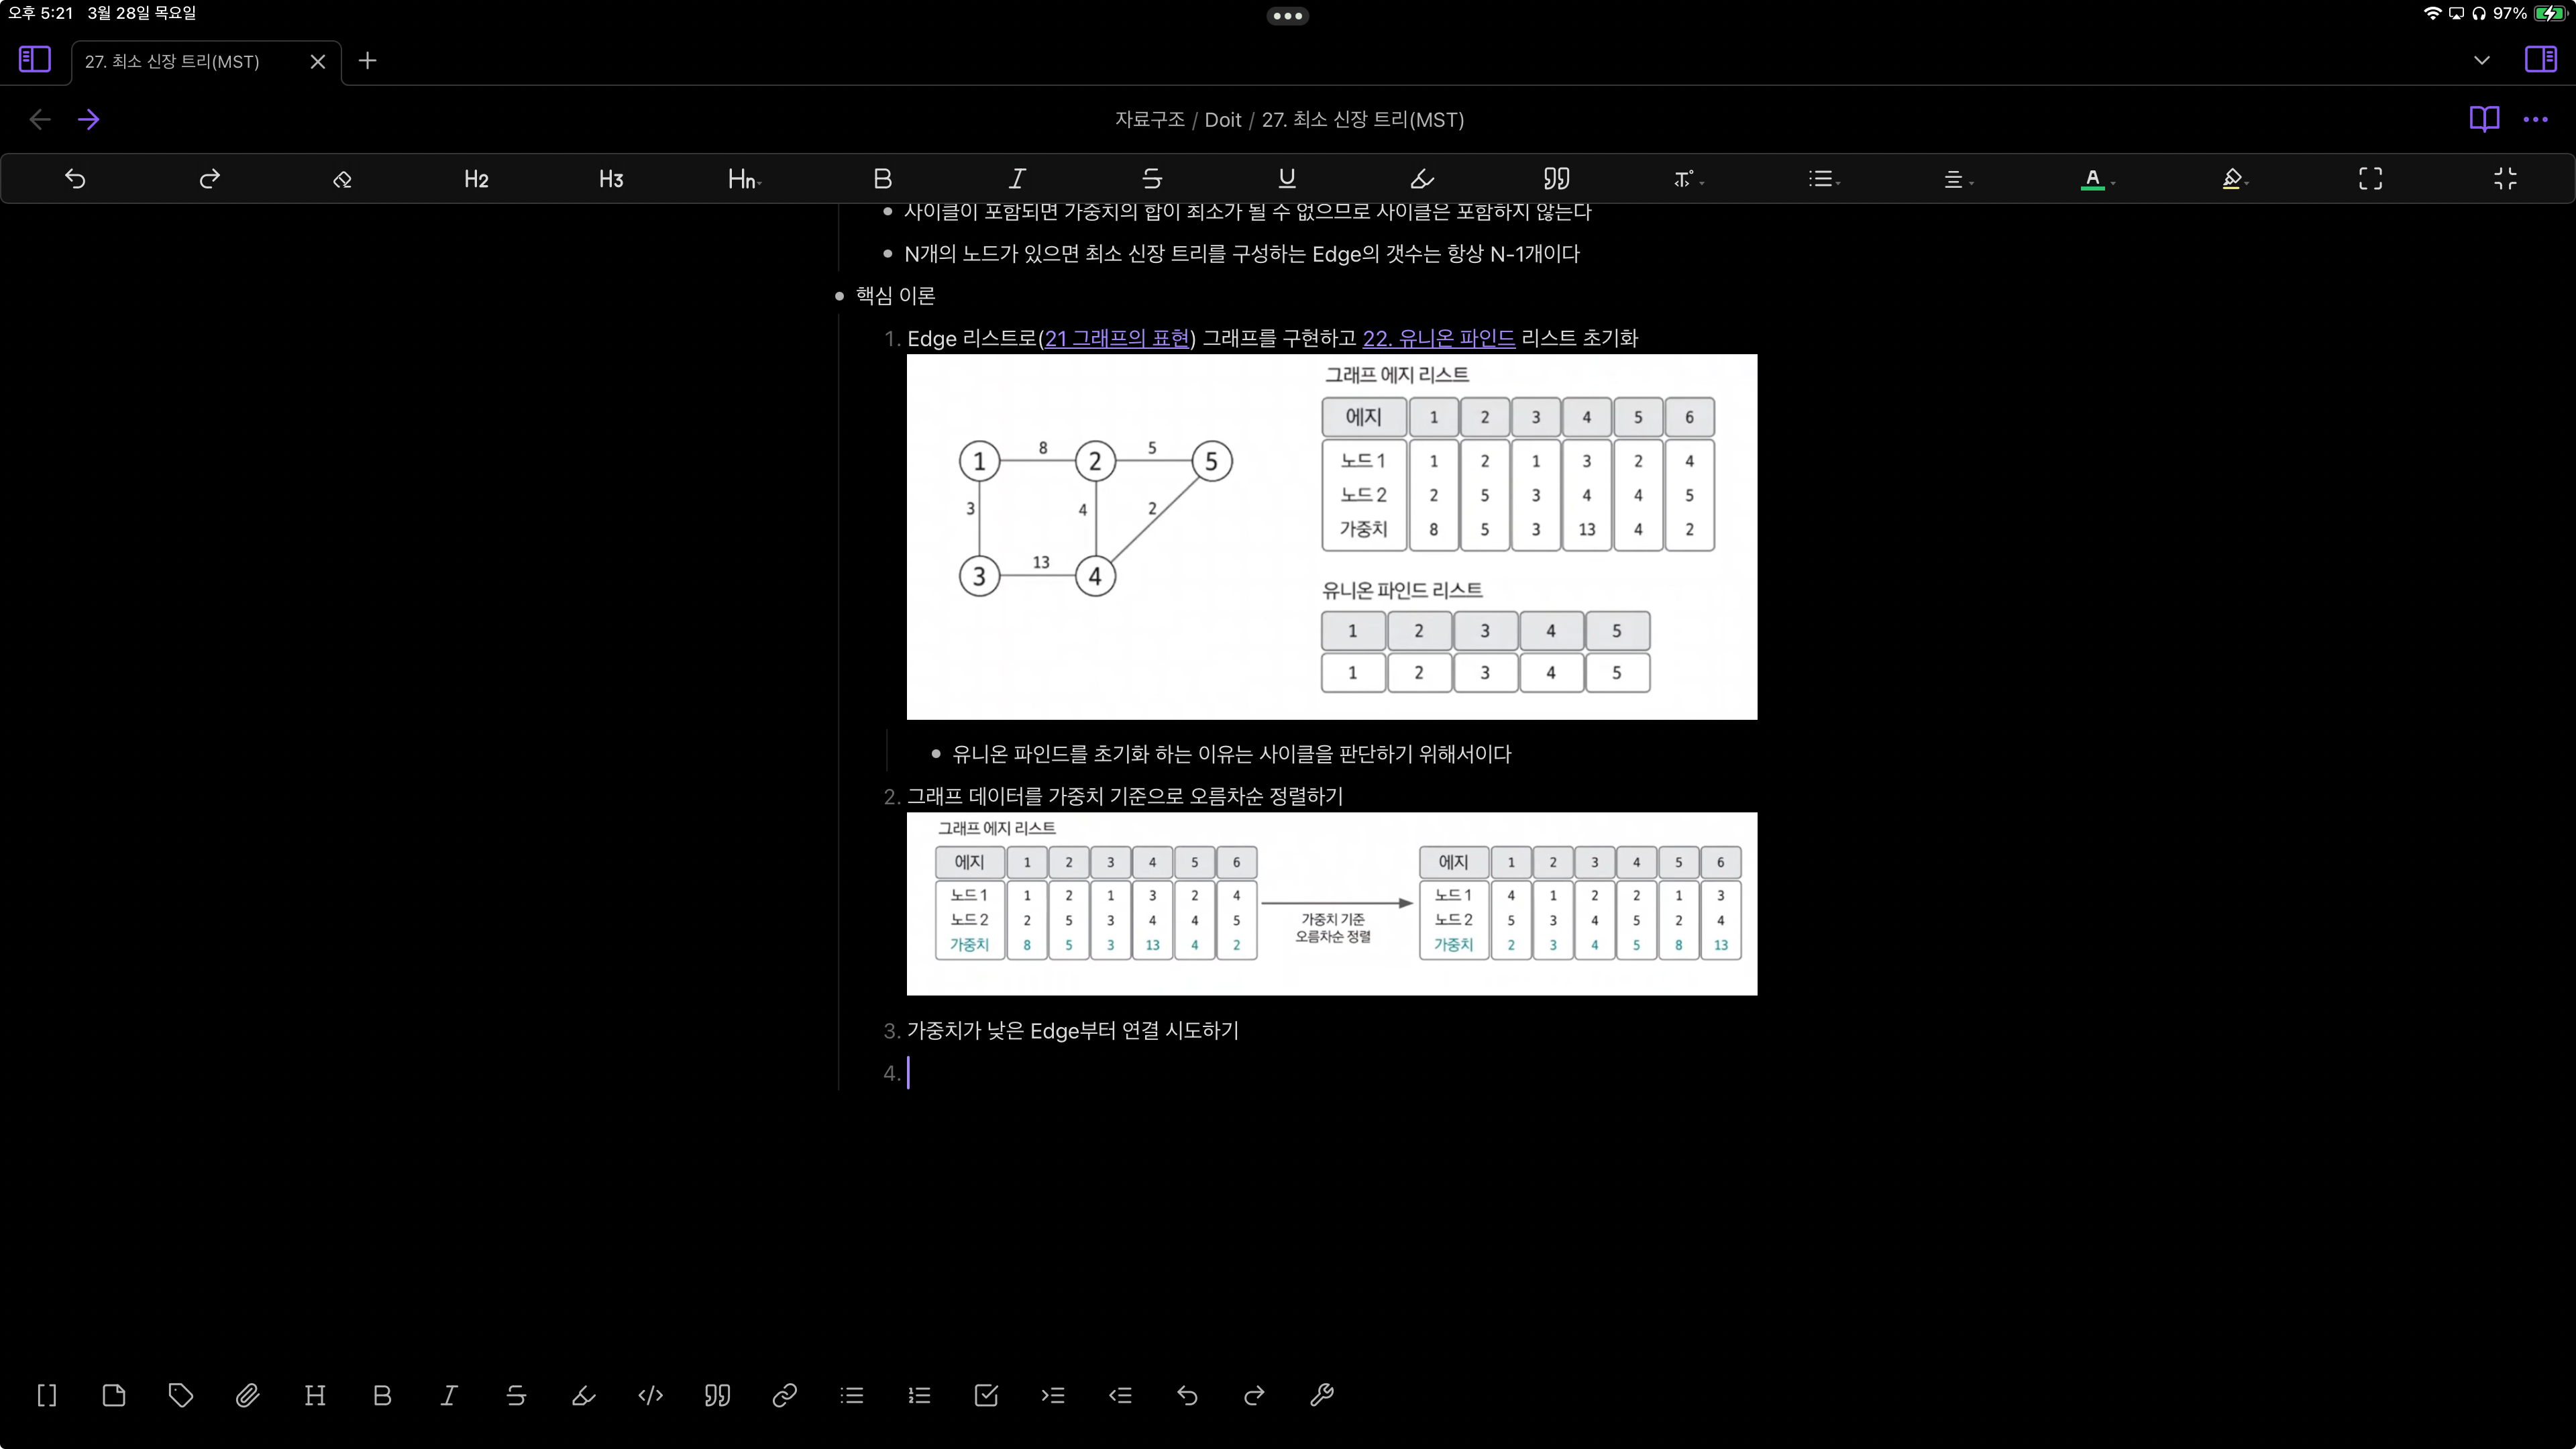 오후 5:21 3월 28일 목요일
97%
27. 최소 신장 트리(MST)
자료구조 / Doit / 27. 최소 신장 트리(MST)
H2 H3 Hn B I S U A
사이클이 포함되면 가중치의 합이 최소가 될 수 없으므로 사이클은 포함하지 않는다
N개의 노드가 있으면 최소 신장 트리를 구성하는 Edge의 갯수는 항상 N-1개이다
핵심 이론
1. Edge 리스트로(21 그래프의 표현) 그래프를 구현하고 22. 유니온 파인드 리스트 초기화
1 8 2 5 5
3 4 2
3 13 4
그래프 에지 리스트
에지 1 2 3 4 5 6
노드 1 1 2 1 3 2 4
노드 2 2 5 3 4 4 5
가중치 8 5 3 13 4 2
유니온 파인드 리스트
1 2 3 4 5
1 2 3 4 5
유니온 파인드를 초기화 하는 이유는 사이클을 판단하기 위해서이다
2. 그래프 데이터를 가중치 기준으로 오름차순 정렬하기
그래프 에지 리스트
에지 1 2 3 4 5 6
노드 1 1 2 1 3 2 4
노드 2 2 5 3 4 4 5
가중치 8 5 3 13 4 2
가중치 기준
오름차순 정렬
에지 1 2 3 4 5 6
노드 1 4 1 2 2 1 3
노드 2 5 3 4 5 2 4
가중치 2 3 4 5 8 13
3. 가중치가 낮은 Edge부터 연결 시도하기
4.
H B I S